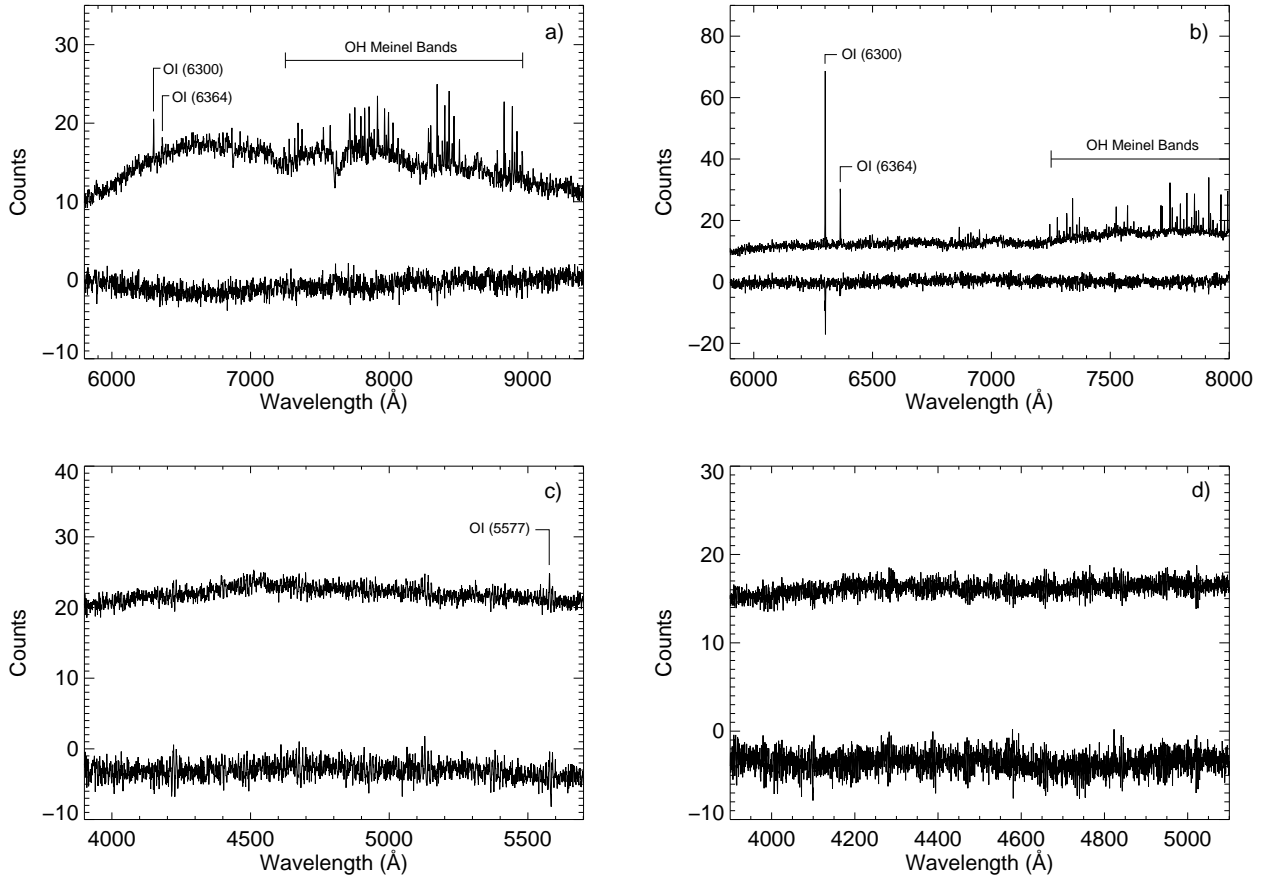 a)
OH Meinel Bands
OI (6300)
OI (6364)
30
20
10
0
−10
Counts
6000 7000 8000 9000
Wavelength (Å)
b)
OI (6300)
OI (6364)
OH Meinel Bands
80
60
40
20
0
−20
Counts
6000 6500 7000 7500 8000
Wavelength (Å)
c)
OI (5577)
40
30
20
10
0
−10
Counts
4000 4500 5000 5500
Wavelength (Å)
d)
30
20
10
0
−10
Counts
4000 4200 4400 4600 4800 5000
Wavelength (Å)